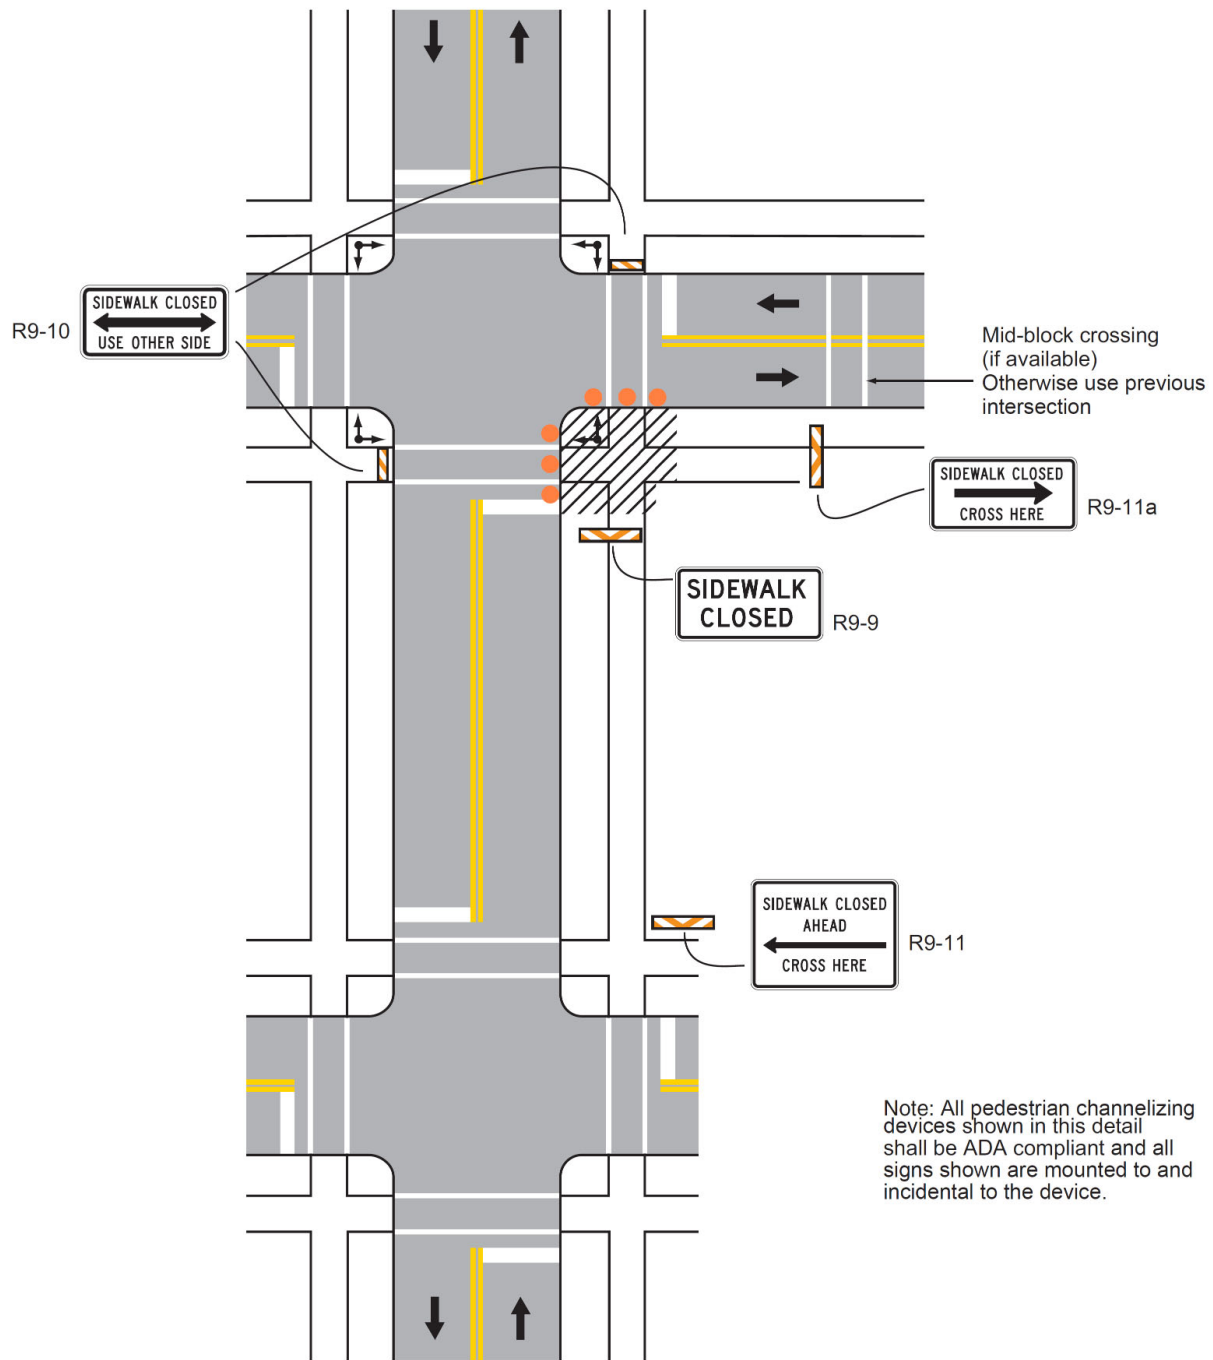 SIDEWALK CLOSED
USE OTHER SIDE
R9-10
Mid-block crossing
(if available)
Otherwise use previous
intersection
SIDEWALK CLOSED
CROSS HERE
R9-11a
SIDEWALK
CLOSED
R9-9
SIDEWALK CLOSED
AHEAD
CROSS HERE
R9-11
Note: All pedestrian channelizing
devices shown in this detail
shall be ADA compliant and all
signs shown are mounted to and
incidental to the device.